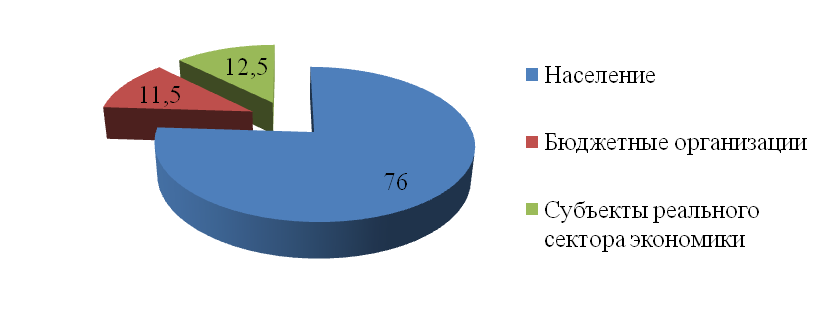 12,5
11,5
76
Население
Бюджетные организации
Субъекты реального
сектора экономики